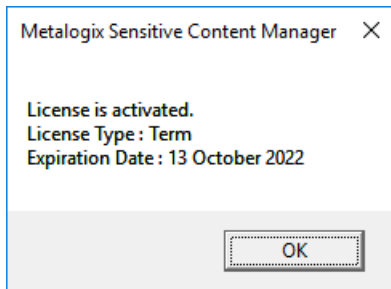 Metalogix Sensitive Content Manager
License is activated.
License Type : Term
Expiration Date : 13 October 2022
OK